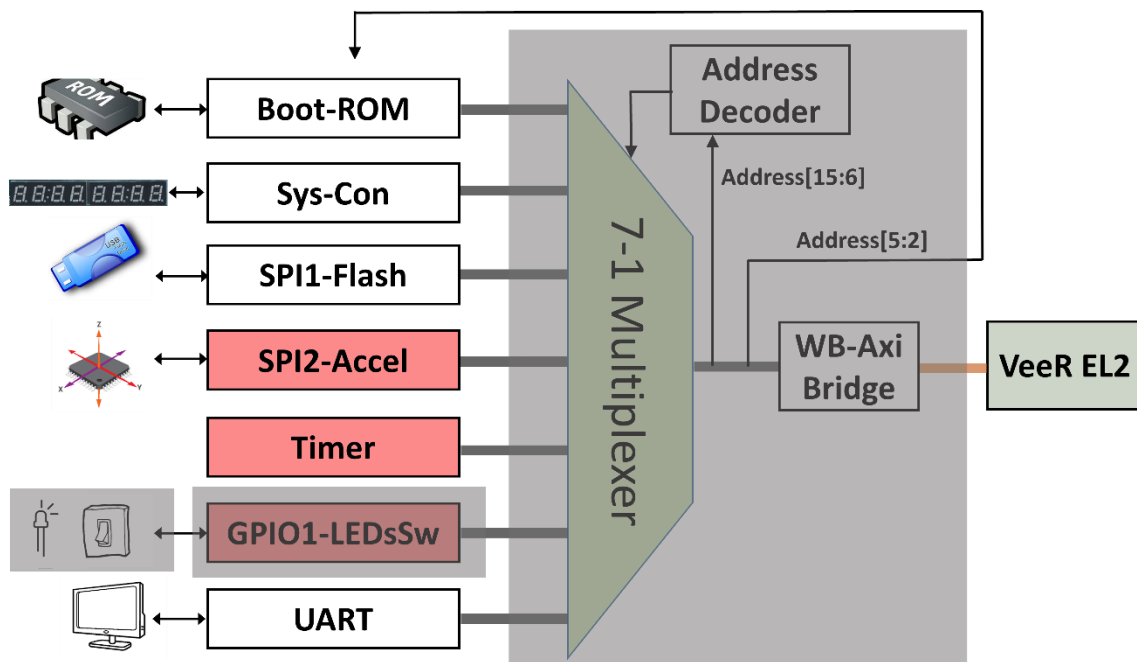 ROM
Boot-ROM
Address
Decoder
Sys-Con
Address[15:6]
USB
SPI1-Flash
7-1 Multiplexer
Address[5:2]
Z
X
Y
SPI2-Accel
WB-Axi
Bridge
VeeR EL2
Timer
GPIO1-LEDsSw
UART